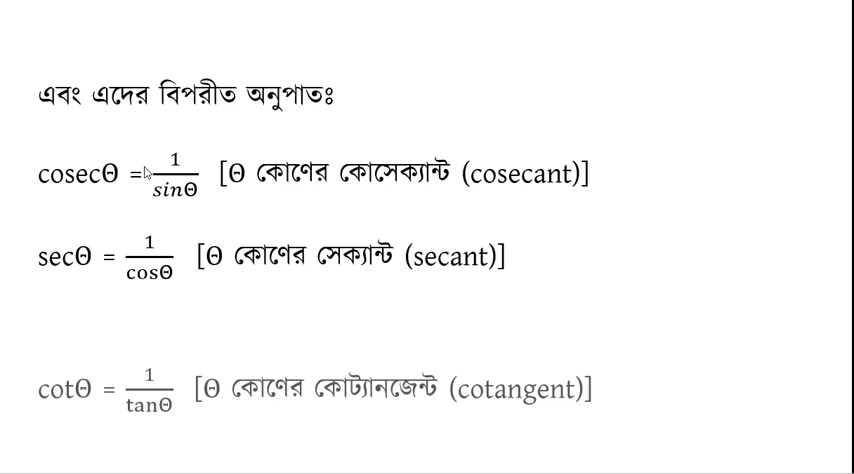 এবং এদের বিপরীত অনুপাতঃ
cosecΘ = 1/sinΘ [Θ কোণের কোসেক্যান্ট (cosecant)]
secΘ = 1/cosΘ [Θ কোণের সেক্যান্ট (secant)]
cotΘ = 1/tanΘ [Θ কোণের কোট্যানজেন্ট (cotangent)]